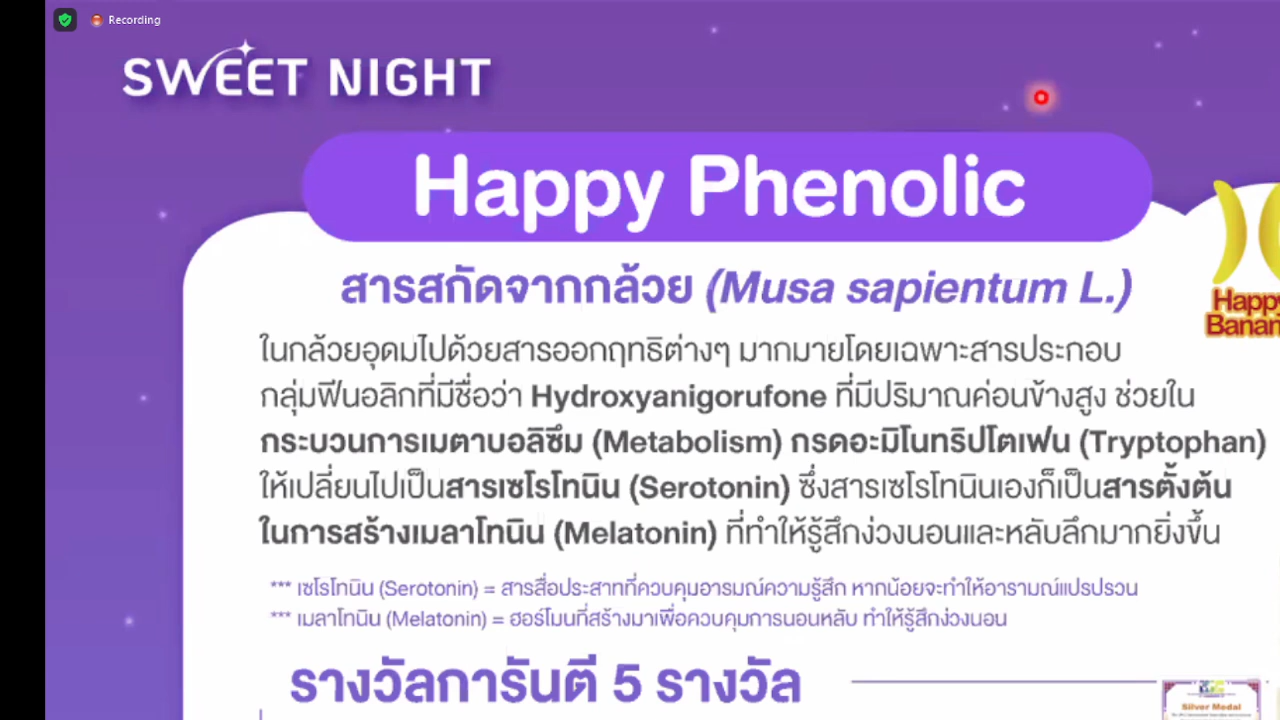 Recording
SWEET NIGHT
Happy Phenolic
สารสกัดจากกล้วย (Musa sapientum L.)
Happy
Banan
ในกล้วยอุดมไปด้วยสารออกฤทธิต่างๆ มากมายโดยเฉพาะสารประกอบ
กลุ่มฟีนอลิกที่มีชื่อว่า Hydroxyanigorufone ที่มีปริมาณค่อนข้างสูง ช่วยใน
กระบวนการเมตาบอลิซึม (Metabolism) กรดอะมิโนทริปโตเฟน (Tryptophan)
ให้เปลี่ยนไปเป็นสารเซโรโทนิน (Serotonin) ซึ่งสารเซโรโทนินเองก็เป็นสารตั้งต้น
ในการสร้างเมลาโทนิน (Melatonin) ที่ทำให้รู้สึกง่วงนอนและหลับลึกมากยิ่งขึ้น
*** เซโรโทนิน (Serotonin) = สารสื่อประสาทที่ควบคุมอารมณ์ความรู้สึก หากน้อยจะทำให้อารามณ์แปรปรวน
*** เมลาโทนิน (Melatonin) = ฮอร์โมนที่สร้างมาเพื่อควบคุมการนอนหลับ ทำให้รู้สึกง่วงนอน
รางวัลการันตี 5 รางวัล
Silver Medal